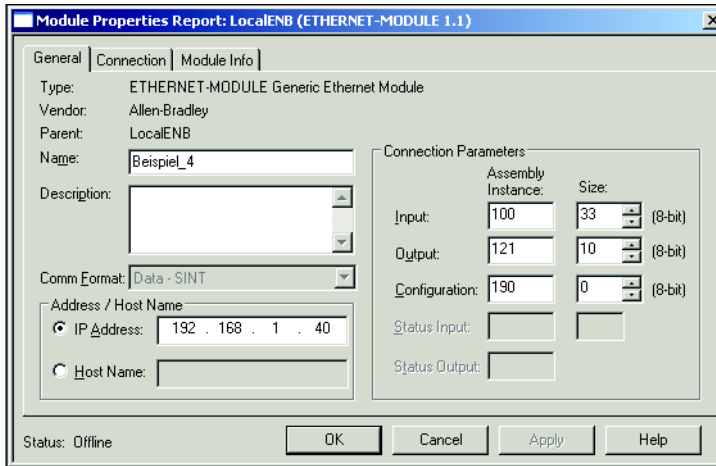 Module Properties Report: LocalENB (ETHERNET-MODULE 1.1)
General Connection Module Info
Type: ETHERNET-MODULE Generic Ethernet Module
Vendor: Allen-Bradley
Parent: LocalENB
Name: Beispiel_4
Description:
Comm Format: Data - SINT
Address / Host Name
IP Address: 192 . 168 . 1 . 40
Host Name:
Connection Parameters
Assembly
Instance: Size:
Input: 100 33 (8-bit)
Output: 121 10 (8-bit)
Configuration: 190 0 (8-bit)
Status Input:
Status Output:
Status: Offline
OK Cancel Apply Help